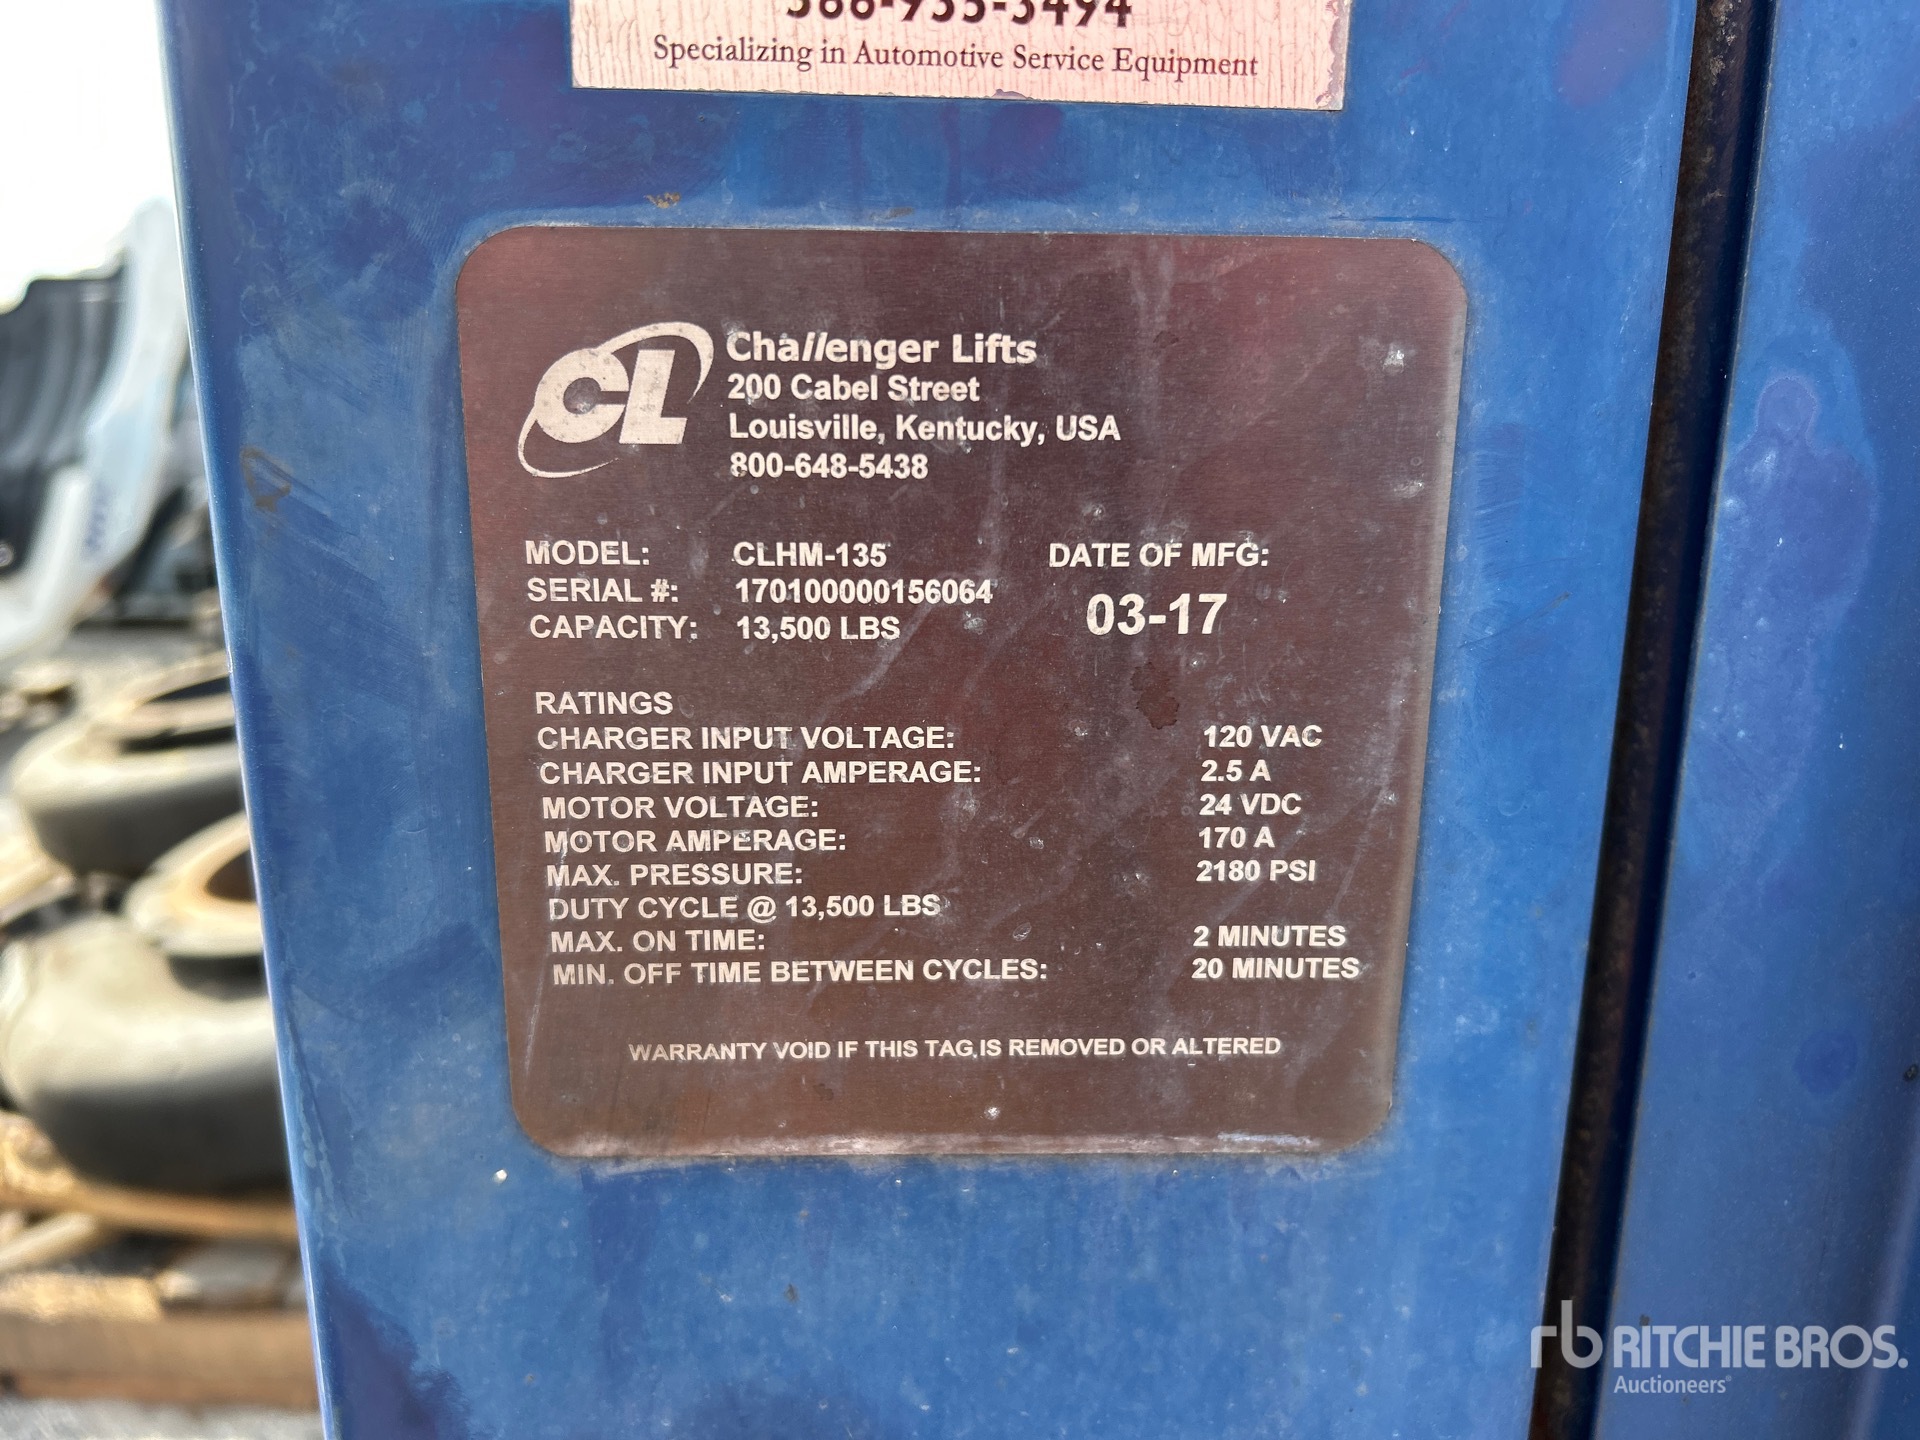 Specializing in Automotive Service Equipment
CL
Challenger Lifts
200 Cabel Street
Louisville, Kentucky, USA
800-648-5438
MODEL: CLHM-135 DATE OF MFG:
SERIAL #: 170100000156064 03-17
CAPACITY: 13,500 LBS
RATINGS
CHARGER INPUT VOLTAGE: 120 VAC
CHARGER INPUT AMPERAGE: 2.5 A
MOTOR VOLTAGE: 24 VDC
MOTOR AMPERAGE: 170 A
MAX. PRESSURE: 2180 PSI
DUTY CYCLE @ 13,500 LBS
MAX. ON TIME: 2 MINUTES
MIN. OFF TIME BETWEEN CYCLES: 20 MINUTES
WARRANTY VOID IF THIS TAG IS REMOVED OR ALTERED
rb RITCHIE BROS.
Auctioneers